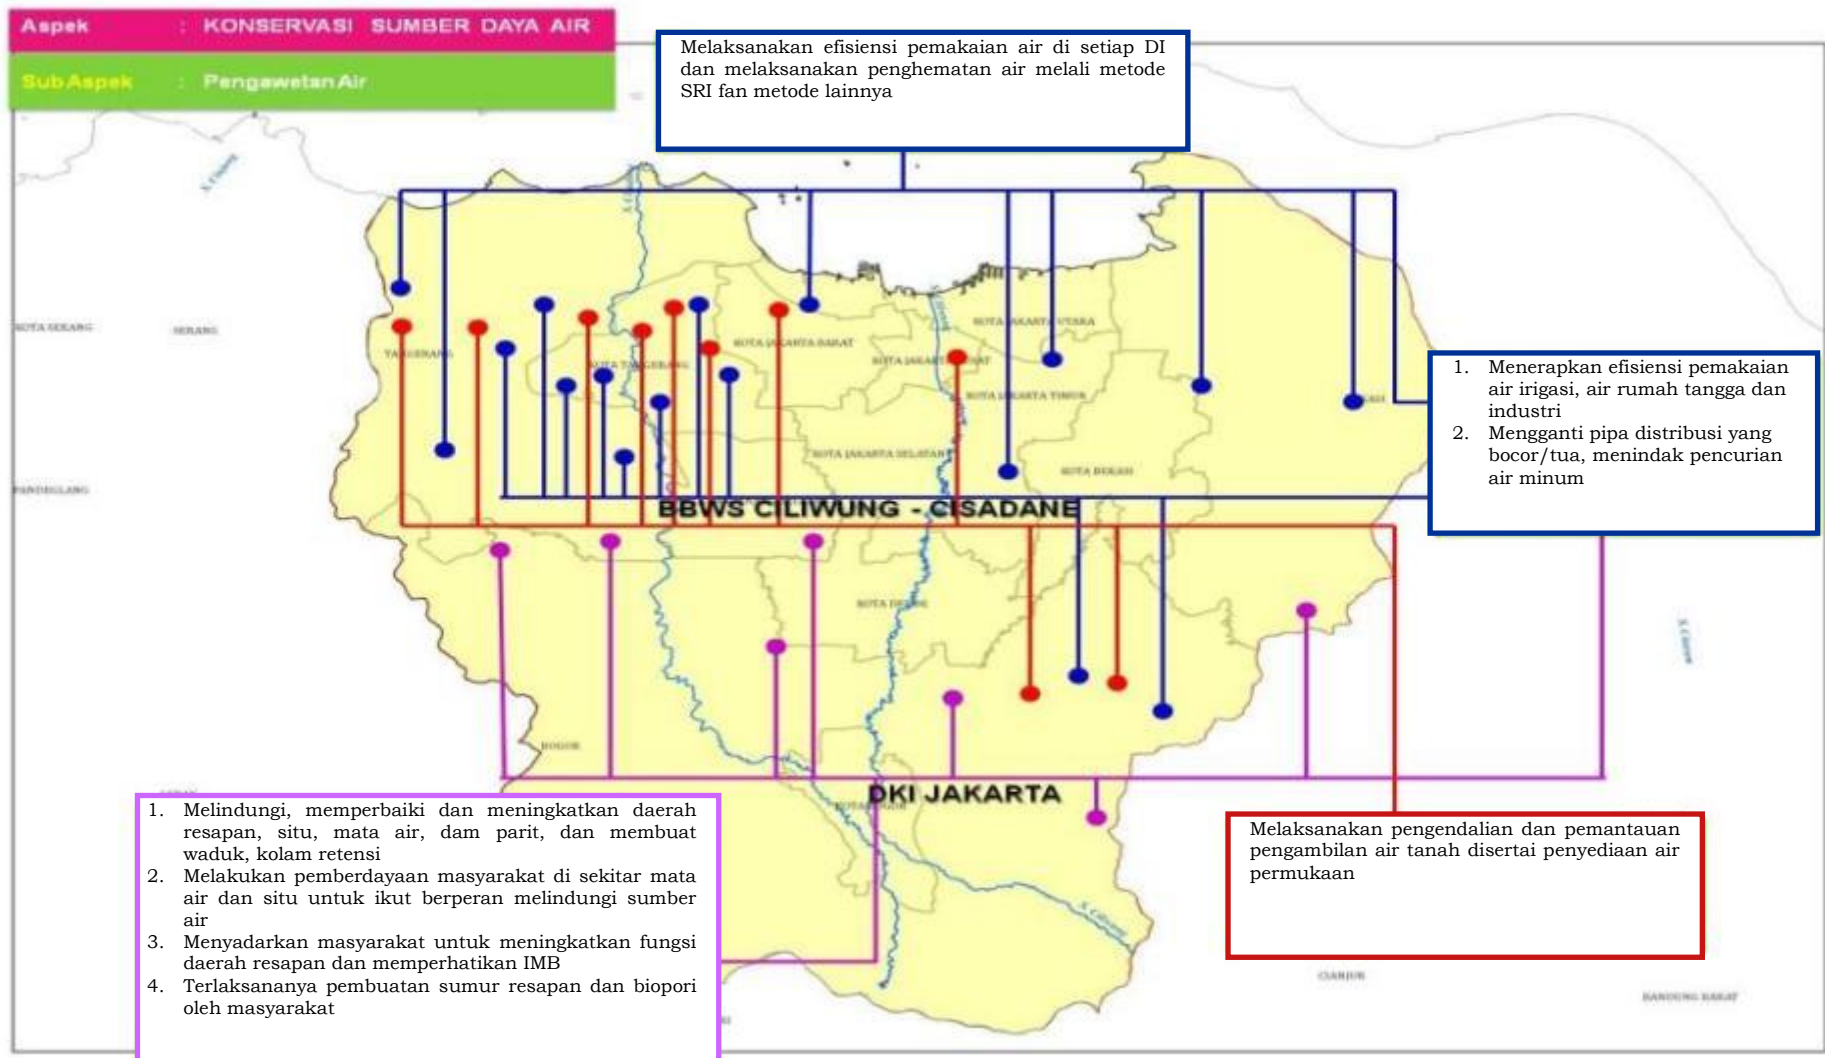 Aspek : KONSERVASI SUMBER DAYA AIR
Sub Aspek : Pengawetan Air
Melaksanakan efisiensi pemakaian air di setiap DI
dan melaksanakan penghematan air melali metode
SRI fan metode lainnya
KOTA SERANG
SERANG
TANGERANG
KOTA TANGERANG
KOTA JAKARTA BARAT
KOTA JAKARTA UTARA
KOTA JAKARTA TIMUR
KOTA JAKARTA SELATAN
KOTA BEKASI
PANDEGLANG
1. Menerapkan efisiensi pemakaian
air irigasi, air rumah tangga dan
industri
2. Mengganti pipa distribusi yang
bocor/tua, menindak pencurian
air minum
BBWS CILIWUNG - CISADANE
BOGOR
DKI JAKARTA
1. Melindungi, memperbaiki dan meningkatkan daerah
resapan, situ, mata air, dam parit, dan membuat
waduk, kolam retensi
2. Melakukan pemberdayaan masyarakat di sekitar mata
air dan situ untuk ikut berperan melindungi sumber
air
3. Menyadarkan masyarakat untuk meningkatkan fungsi
daerah resapan dan memperhatikan IMB
4. Terlaksananya pembuatan sumur resapan dan biopori
oleh masyarakat
Melaksanakan pengendalian dan pemantauan
pengambilan air tanah disertai penyediaan air
permukaan
CIANJUR
BANDUNG BARAT